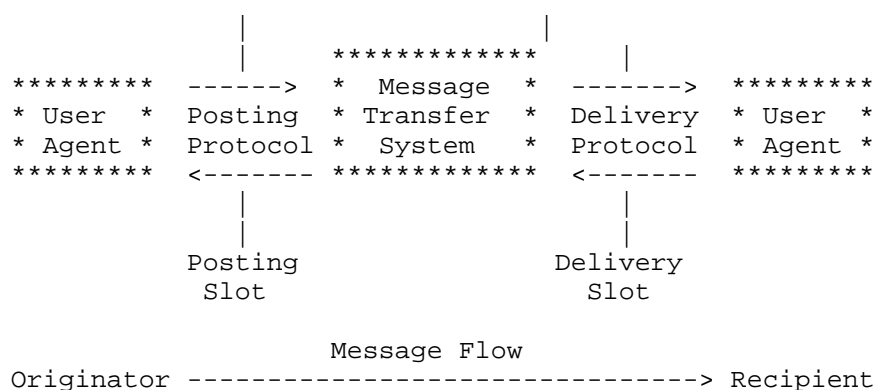 ********* ------> * Message * -------> *********
* User * Posting * Transfer * Delivery * User *
* Agent * Protocol * System * Protocol * Agent *
********* <------- ************* <------- *********
Posting Delivery
Slot Slot
Message Flow
Originator --------------------------------> Recipient